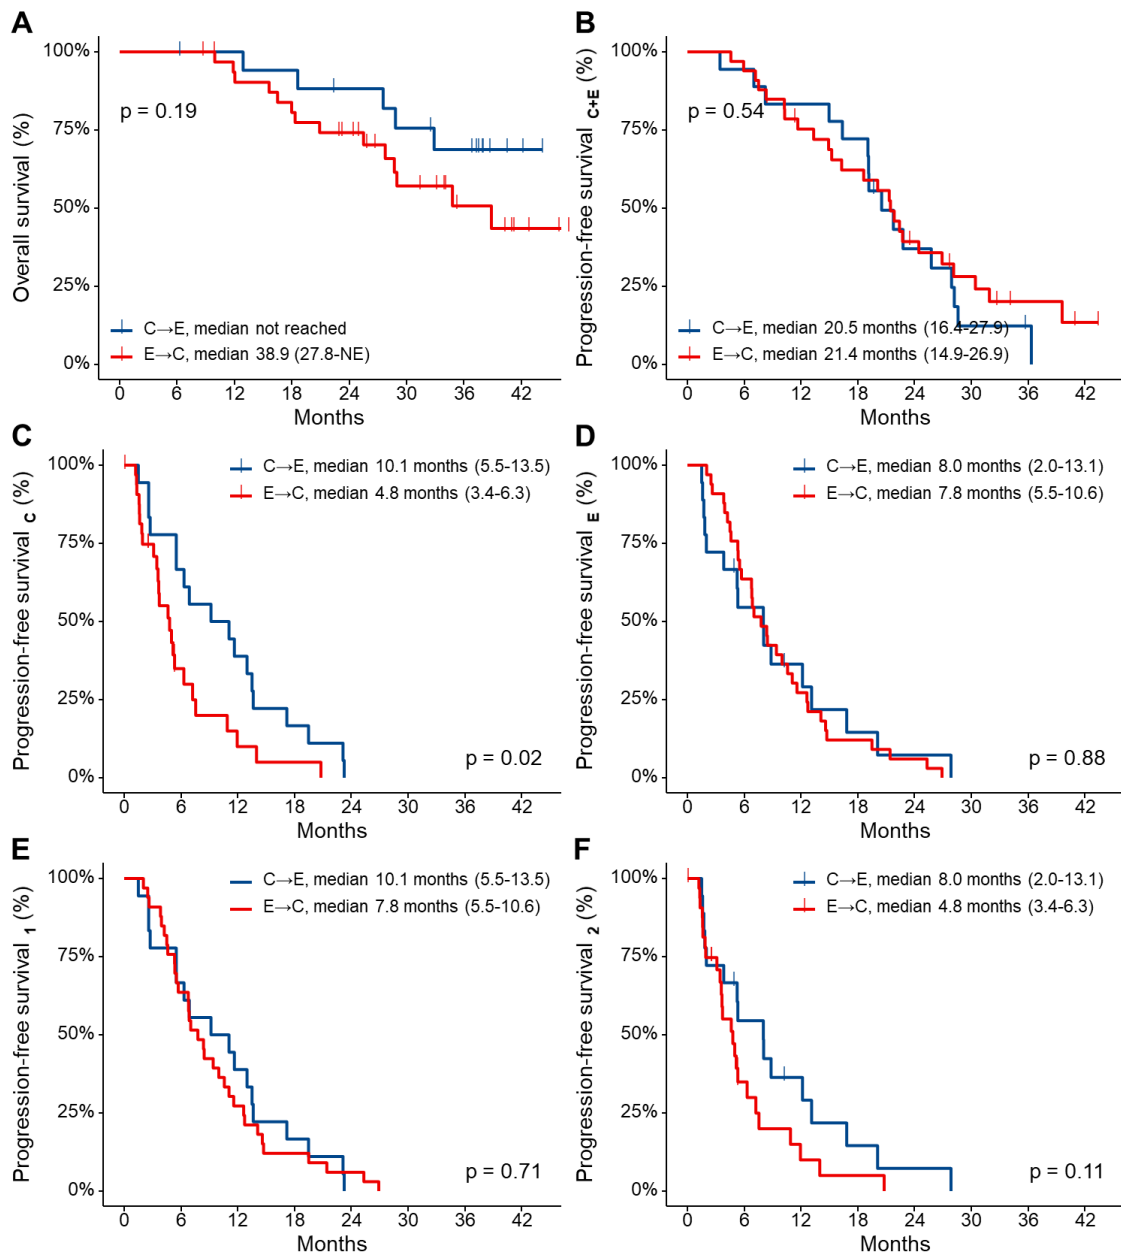 A
Overall survival (%)
100%
75%
50%
25%
0%
p = 0.19
C→E, median not reached
E→C, median 38.9 (27.8-NE)
0 6 12 18 24 30 36 42
Months
B
Progression-free survival C+E (%)
100%
75%
50%
25%
0%
p = 0.54
C→E, median 20.5 months (16.4-27.9)
E→C, median 21.4 months (14.9-26.9)
0 6 12 18 24 30 36 42
Months
C
Progression-free survival C (%)
100%
75%
50%
25%
0%
C→E, median 10.1 months (5.5-13.5)
E→C, median 4.8 months (3.4-6.3)
p = 0.02
0 6 12 18 24 30 36 42
Months
D
Progression-free survival E (%)
100%
75%
50%
25%
0%
C→E, median 8.0 months (2.0-13.1)
E→C, median 7.8 months (5.5-10.6)
p = 0.88
0 6 12 18 24 30 36 42
Months
E
Progression-free survival 1 (%)
100%
75%
50%
25%
0%
C→E, median 10.1 months (5.5-13.5)
E→C, median 7.8 months (5.5-10.6)
p = 0.71
0 6 12 18 24 30 36 42
Months
F
Progression-free survival 2 (%)
100%
75%
50%
25%
0%
C→E, median 8.0 months (2.0-13.1)
E→C, median 4.8 months (3.4-6.3)
p = 0.11
0 6 12 18 24 30 36 42
Months